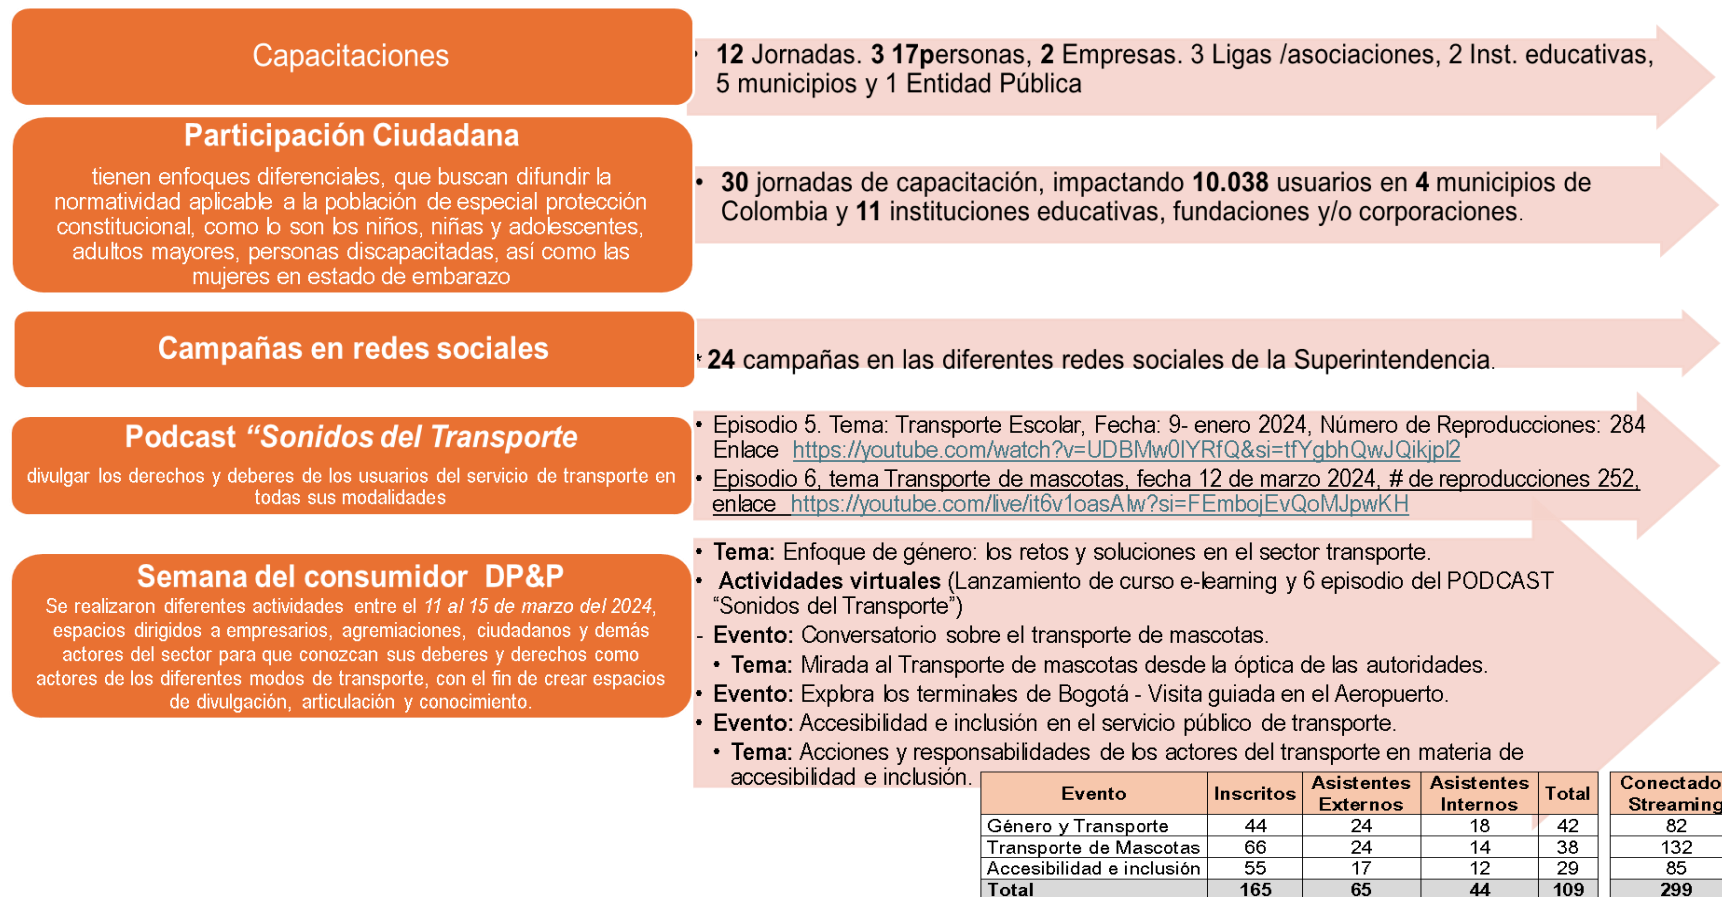 Capacitaciones
• 12 Jornadas. 3 17personas, 2 Empresas. 3 Ligas /asociaciones, 2 Inst. educativas,
5 municipios y 1 Entidad Pública
Participación Ciudadana
tienen enfoques diferenciales, que buscan difundir la
normatividad aplicable a la población de especial protección
constitucional, como lo son los niños, niñas y adolescentes,
adultos mayores, personas discapacitadas, así como las
mujeres en estado de embarazo
• 30 jornadas de capacitación, impactando 10.038 usuarios en 4 municipios de
Colombia y 11 instituciones educativas, fundaciones y/o corporaciones.
Campañas en redes sociales
* 24 campañas en las diferentes redes sociales de la Superintendencia.
Podcast “Sonidos del Transporte
divulgar los derechos y deberes de los usuarios del servicio de transporte en
todas sus modalidades
• Episodio 5. Tema: Transporte Escolar, Fecha: 9- enero 2024, Número de Reproducciones: 284
Enlace https://youtube.com/watch?v=UDBMw0lYRfQ&si=tfYgbhQwJQikjpl2
• Episodio 6, tema Transporte de mascotas, fecha 12 de marzo 2024, # de reproducciones 252,
enlace https://youtube.com/live/it6v1oasAlw?si=FEmbojEvQoMJpwKH
Semana del consumidor DP&P
Se realizaron diferentes actividades entre el 11 al 15 de marzo del 2024,
espacios dirigidos a empresarios, agremiaciones, ciudadanos y demás
actores del sector para que conozcan sus deberes y derechos como
actores de los diferentes modos de transporte, con el fin de crear espacios
de divulgación, articulación y conocimiento.
• Tema: Enfoque de género: los retos y soluciones en el sector transporte.
• Actividades virtuales (Lanzamiento de curso e-learning y 6 episodio del PODCAST
“Sonidos del Transporte”)
- Evento: Conversatorio sobre el transporte de mascotas.
• Tema: Mirada al Transporte de mascotas desde la óptica de las autoridades.
• Evento: Explora los terminales de Bogotá - Visita guiada en el Aeropuerto.
• Evento: Accesibilidad e inclusión en el servicio público de transporte.
• Tema: Acciones y responsabilidades de los actores del transporte en materia de
accesibilidad e inclusión.
Evento Inscritos Asistentes Externos Asistentes Internos Total Conectado Streaming
Género y Transporte 44 24 18 42 82
Transporte de Mascotas 66 24 14 38 132
Accesibilidad e inclusión 55 17 12 29 85
Total 165 65 44 109 299